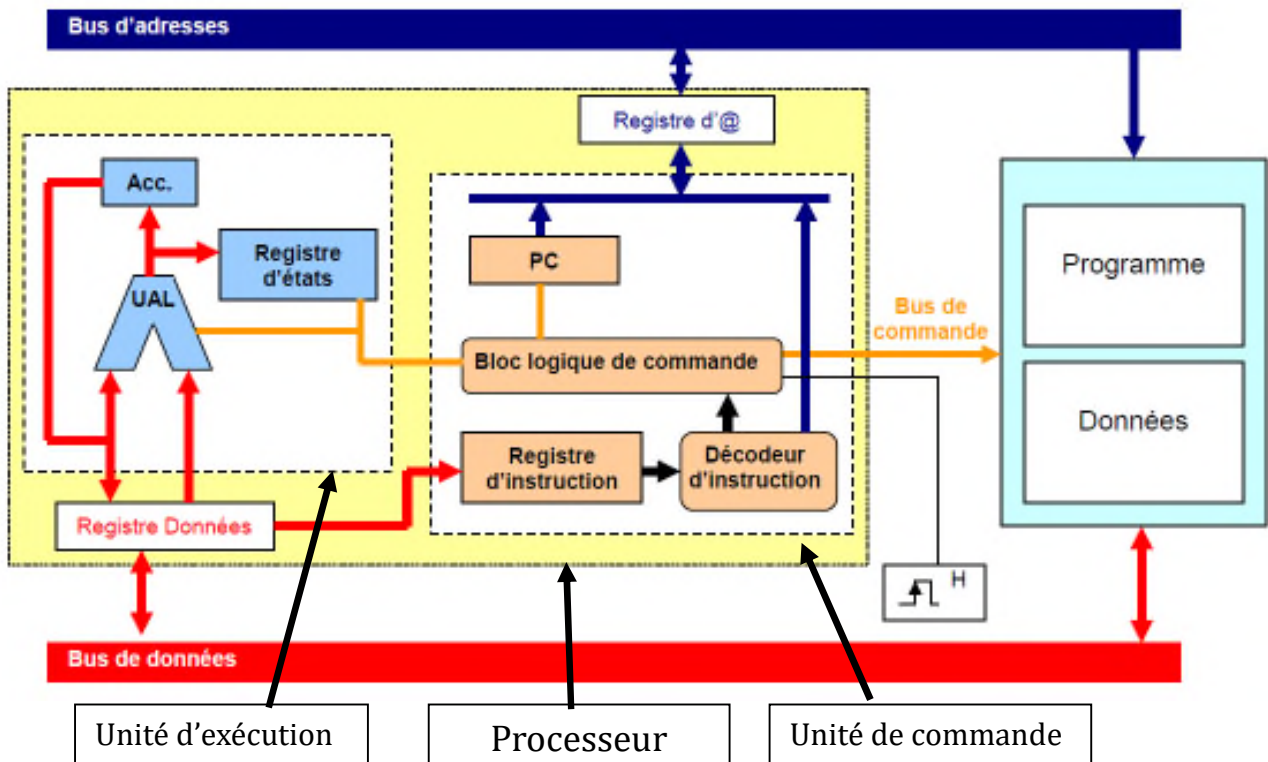 Bus d'adresses
Registre d'@
Acc.
Registre
d'états
UAL
PC
Programme
Bus de
commande
Bloc logique de commande
Données
Registre
d'instruction
Décodeur
d'instruction
Registre Données
H
Bus de données
Unité d'exécution
Processeur
Unité de commande